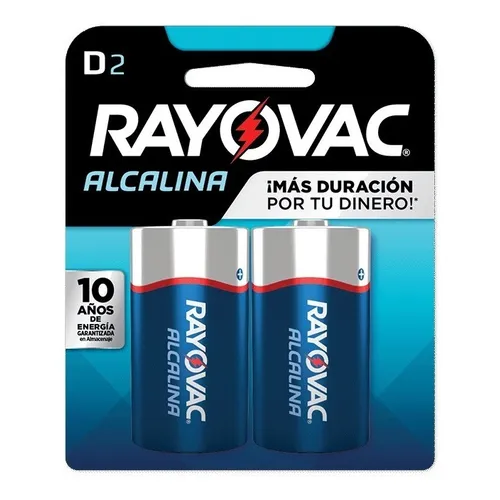 D2
RAYOVAC®
ALCALINA
¡MÁS DURACIÓN
POR TU DINERO!*
10
AÑOS
DE
ENERGÍA
GARANTIZADA
en Almacenaje
+
RAYOVAC
ALCALINA
+
RAYOVAC
ALCALINA